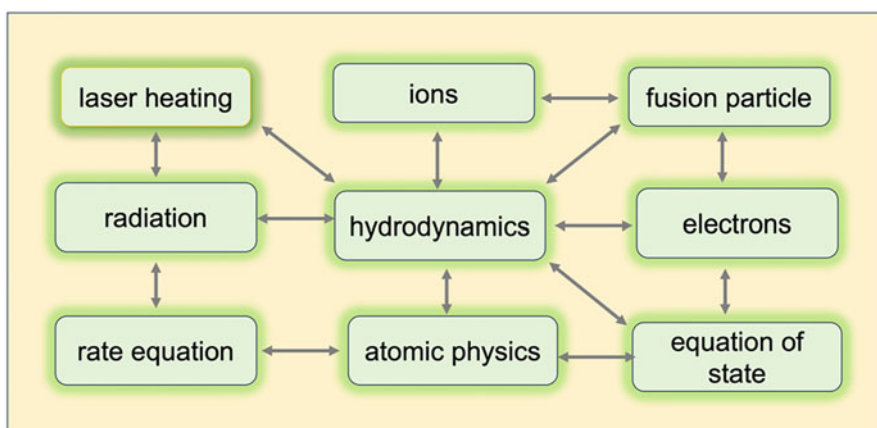 laser heating
ions
fusion particle
radiation
hydrodynamics
electrons
rate equation
atomic physics
equation of
state